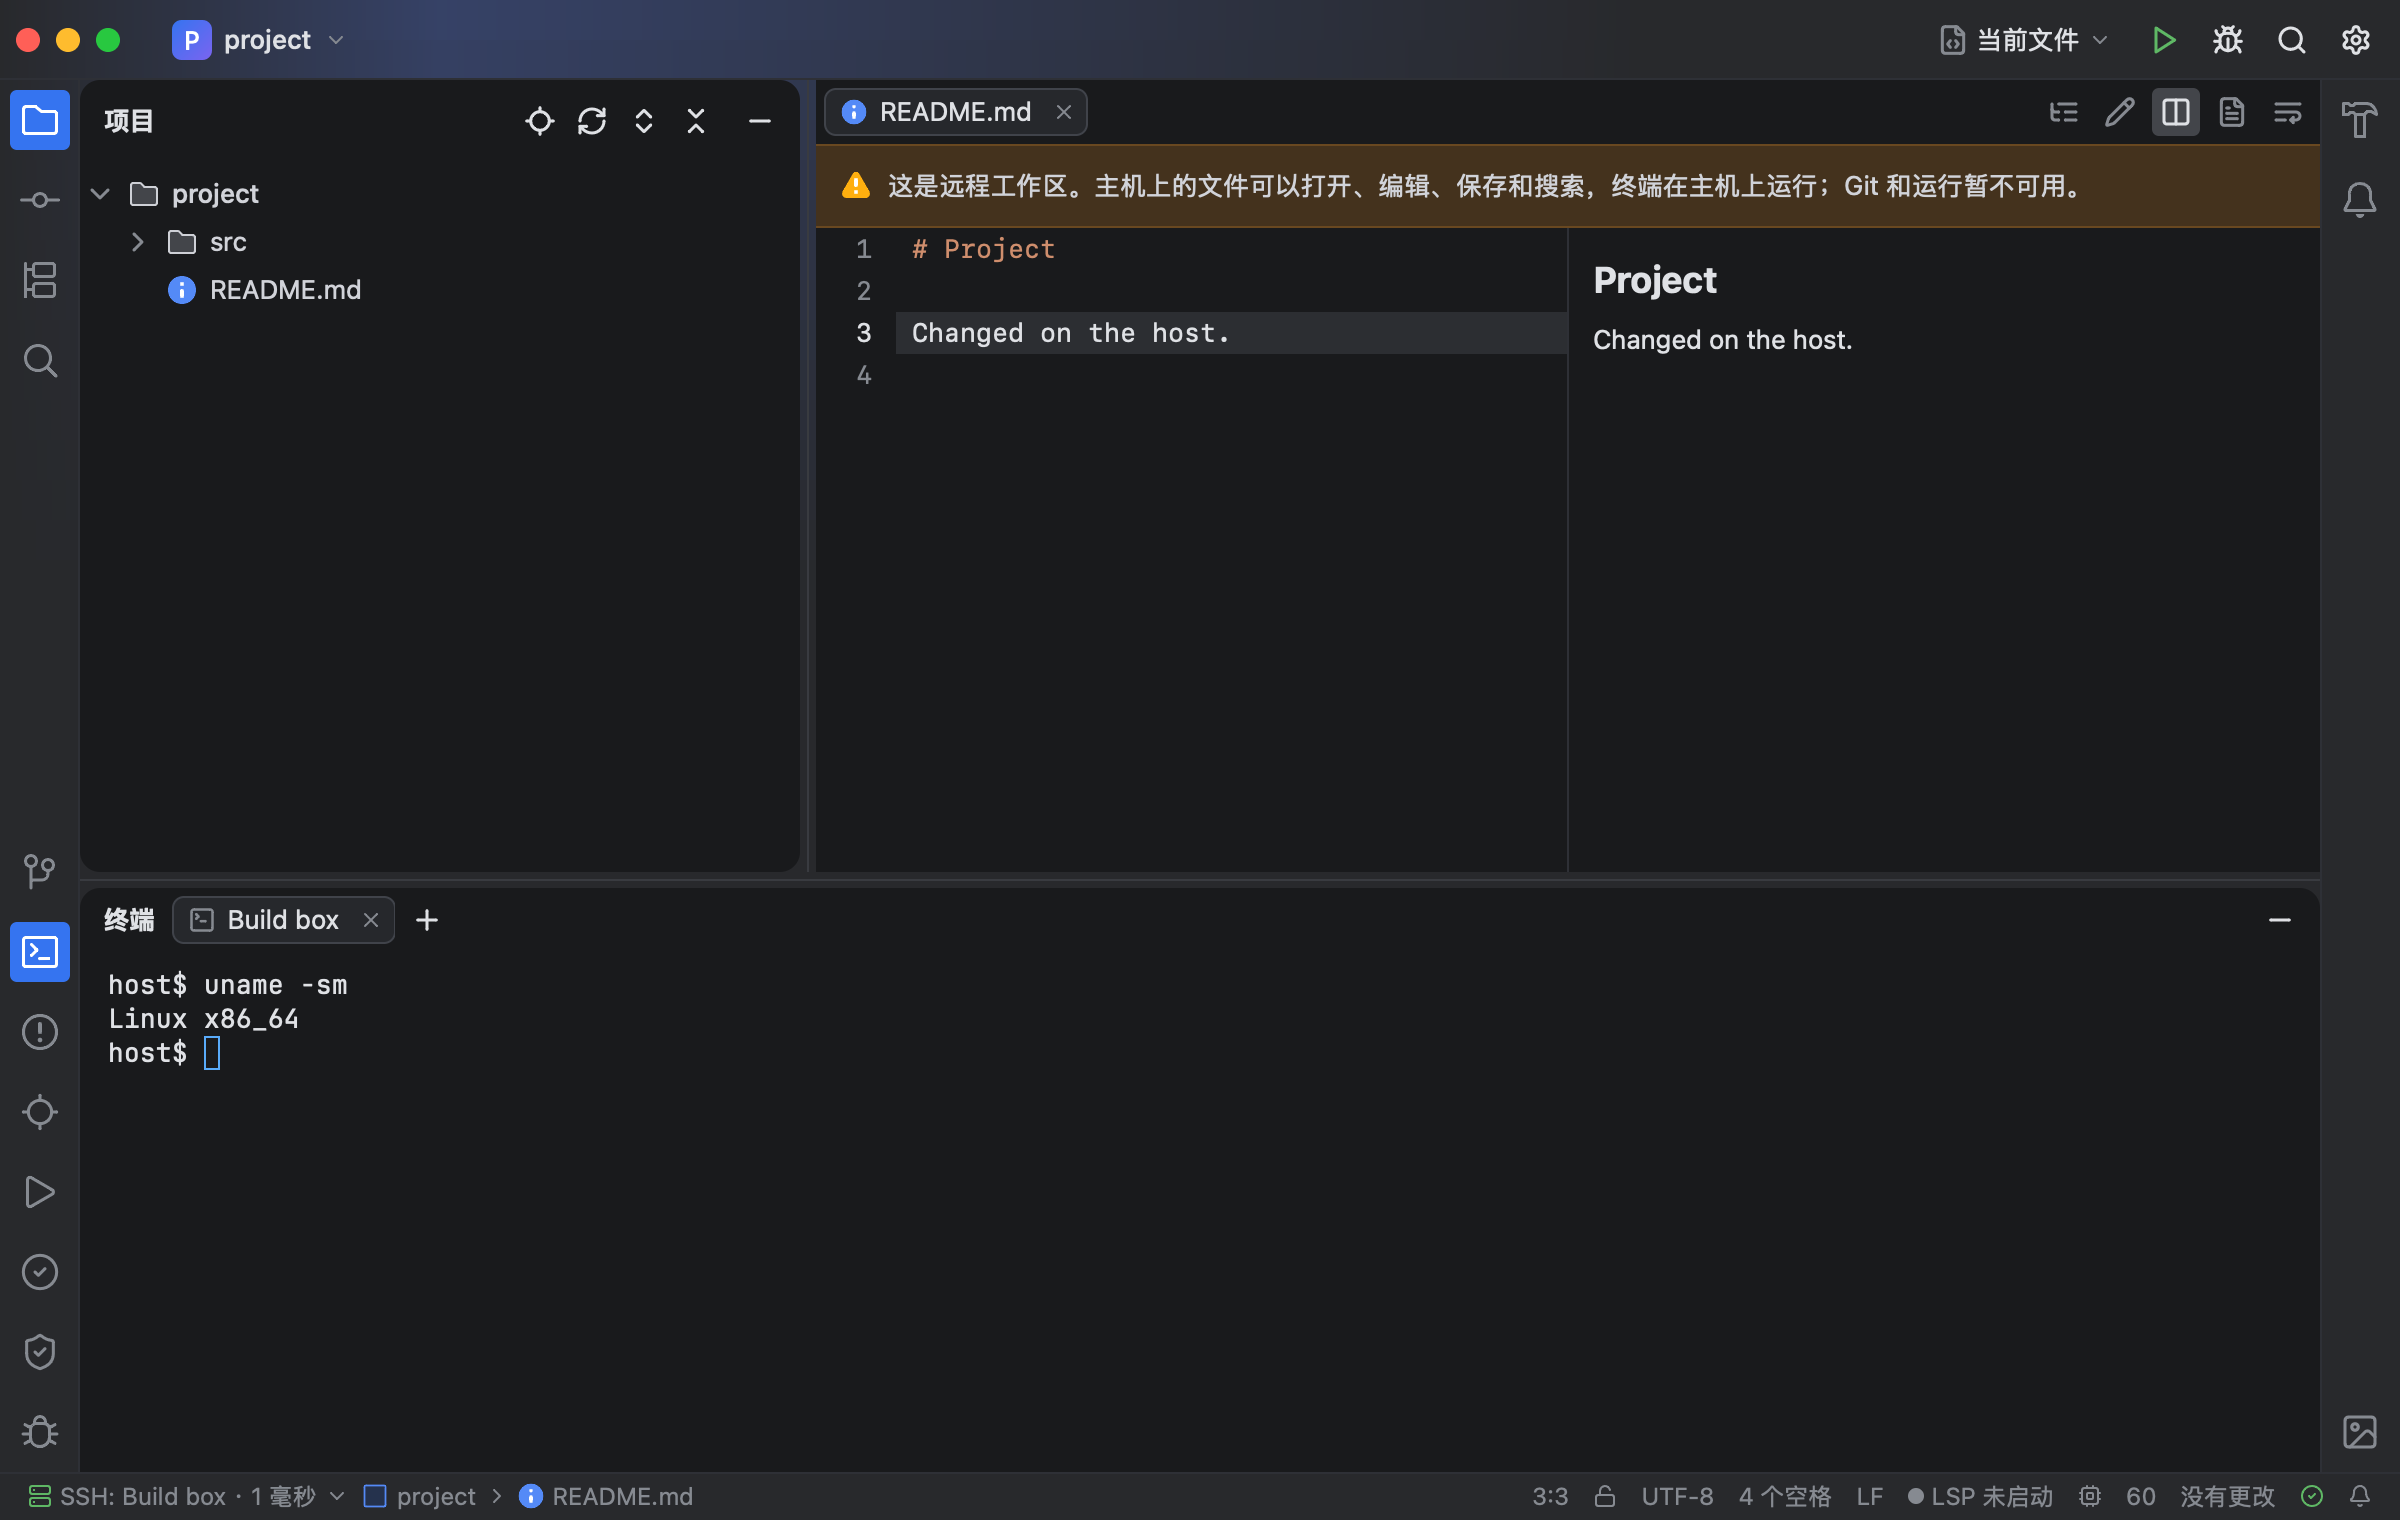 P project
当前文件
项目
project
src
README.md
README.md
这是远程工作区。主机上的文件可以打开、编辑、保存和搜索，终端在主机上运行；Git 和运行暂不可用。
1 # Project
2
3 Changed on the host.
4
Project
Changed on the host.
终端 Build box
host$ uname -sm
Linux x86_64
host$
SSH: Build box · 1 毫秒 project README.md
3:3 UTF-8 4 个空格 LF LSP 未启动 60 没有更改